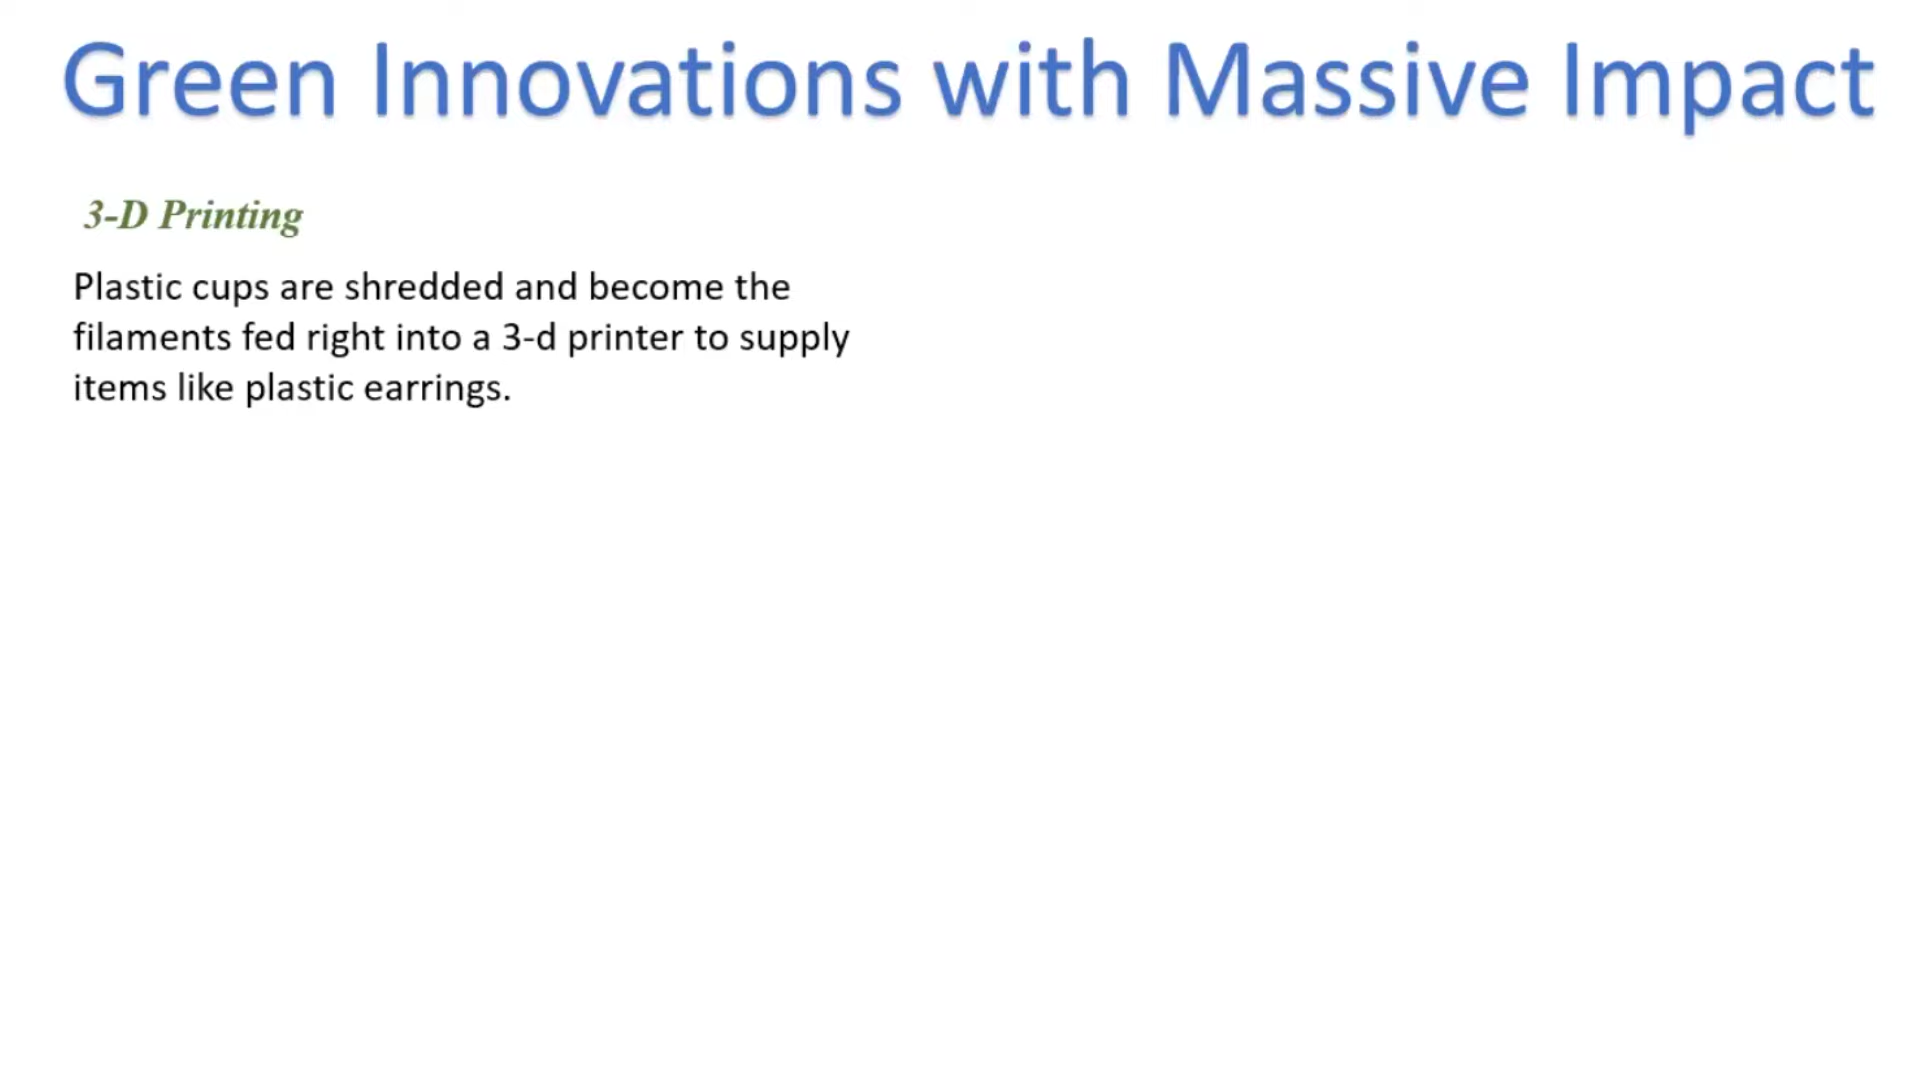 Green Innovations with Massive Impact
3-D Printing
Plastic cups are shredded and become the
filaments fed right into a 3-d printer to supply
items like plastic earrings.